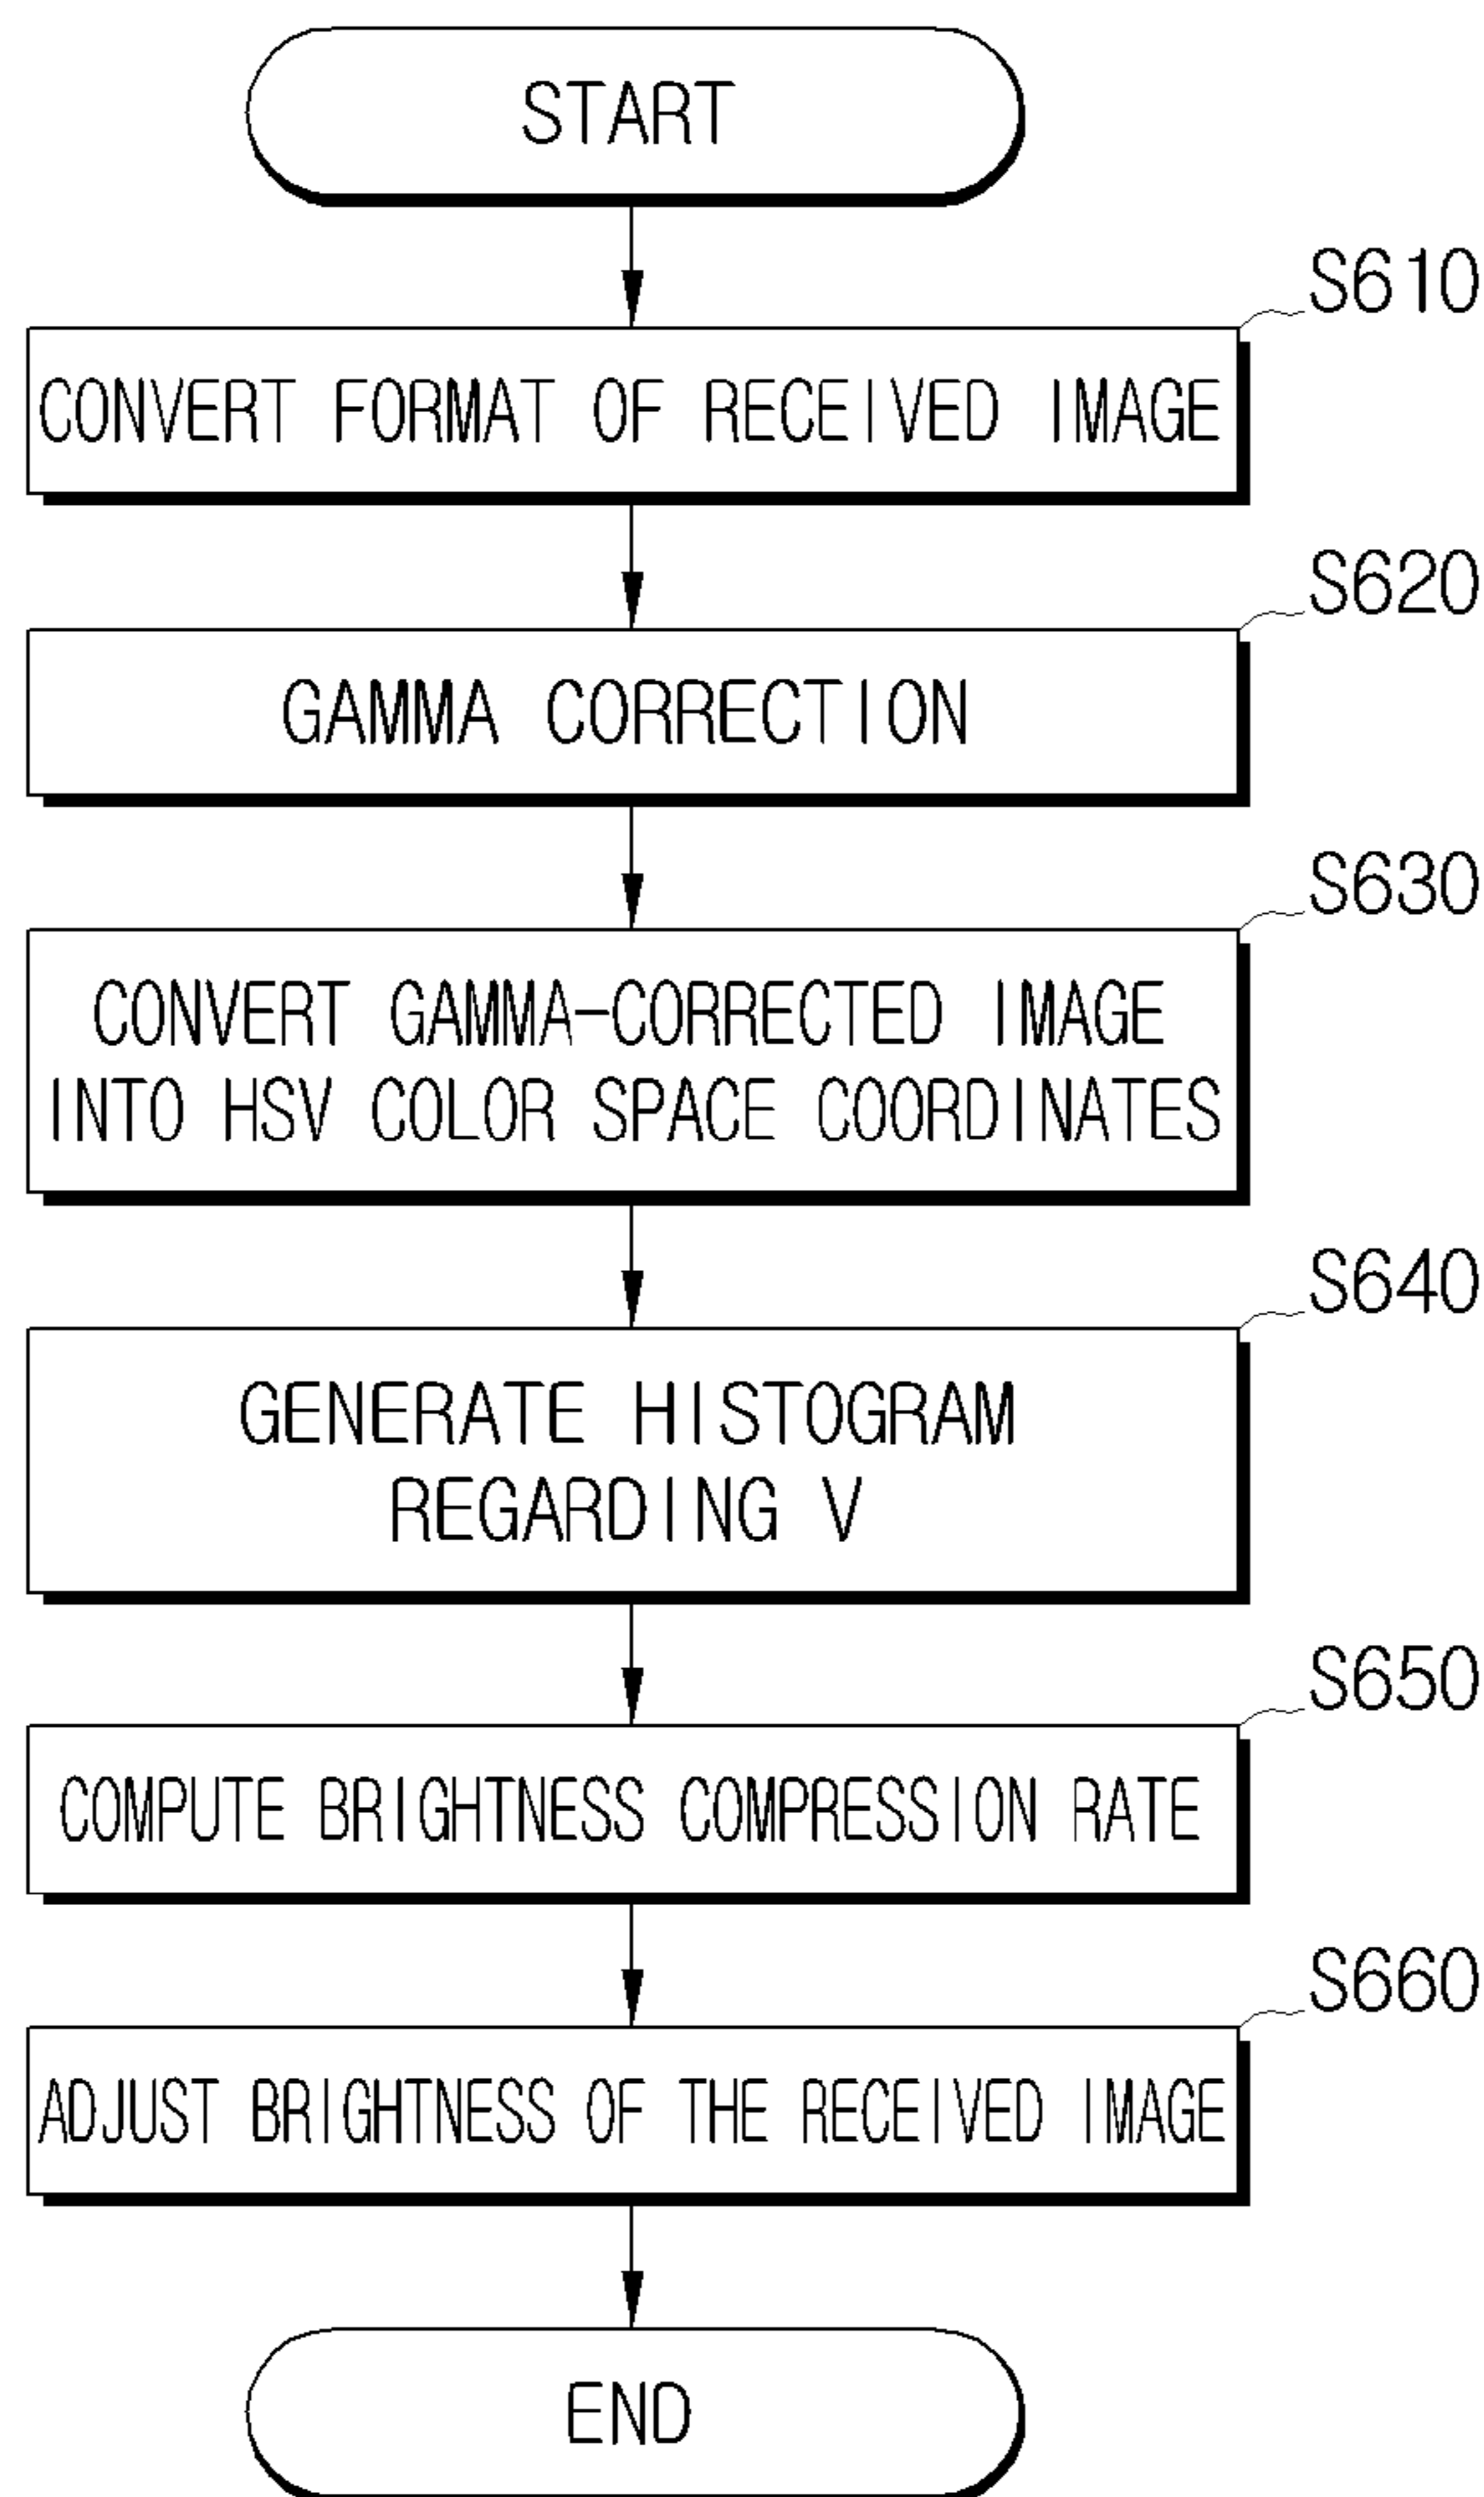 START
S610
CONVERT FORMAT OF RECEIVED IMAGE
S620
GAMMA CORRECTION
S630
CONVERT GAMMA-CORRECTED IMAGE
INTO HSV COLOR SPACE COORDINATES
S640
GENERATE HISTOGRAM
REGARDING V
S650
COMPUTE BRIGHTNESS COMPRESSION RATE
S660
ADJUST BRIGHTNESS OF THE RECEIVED IMAGE
END